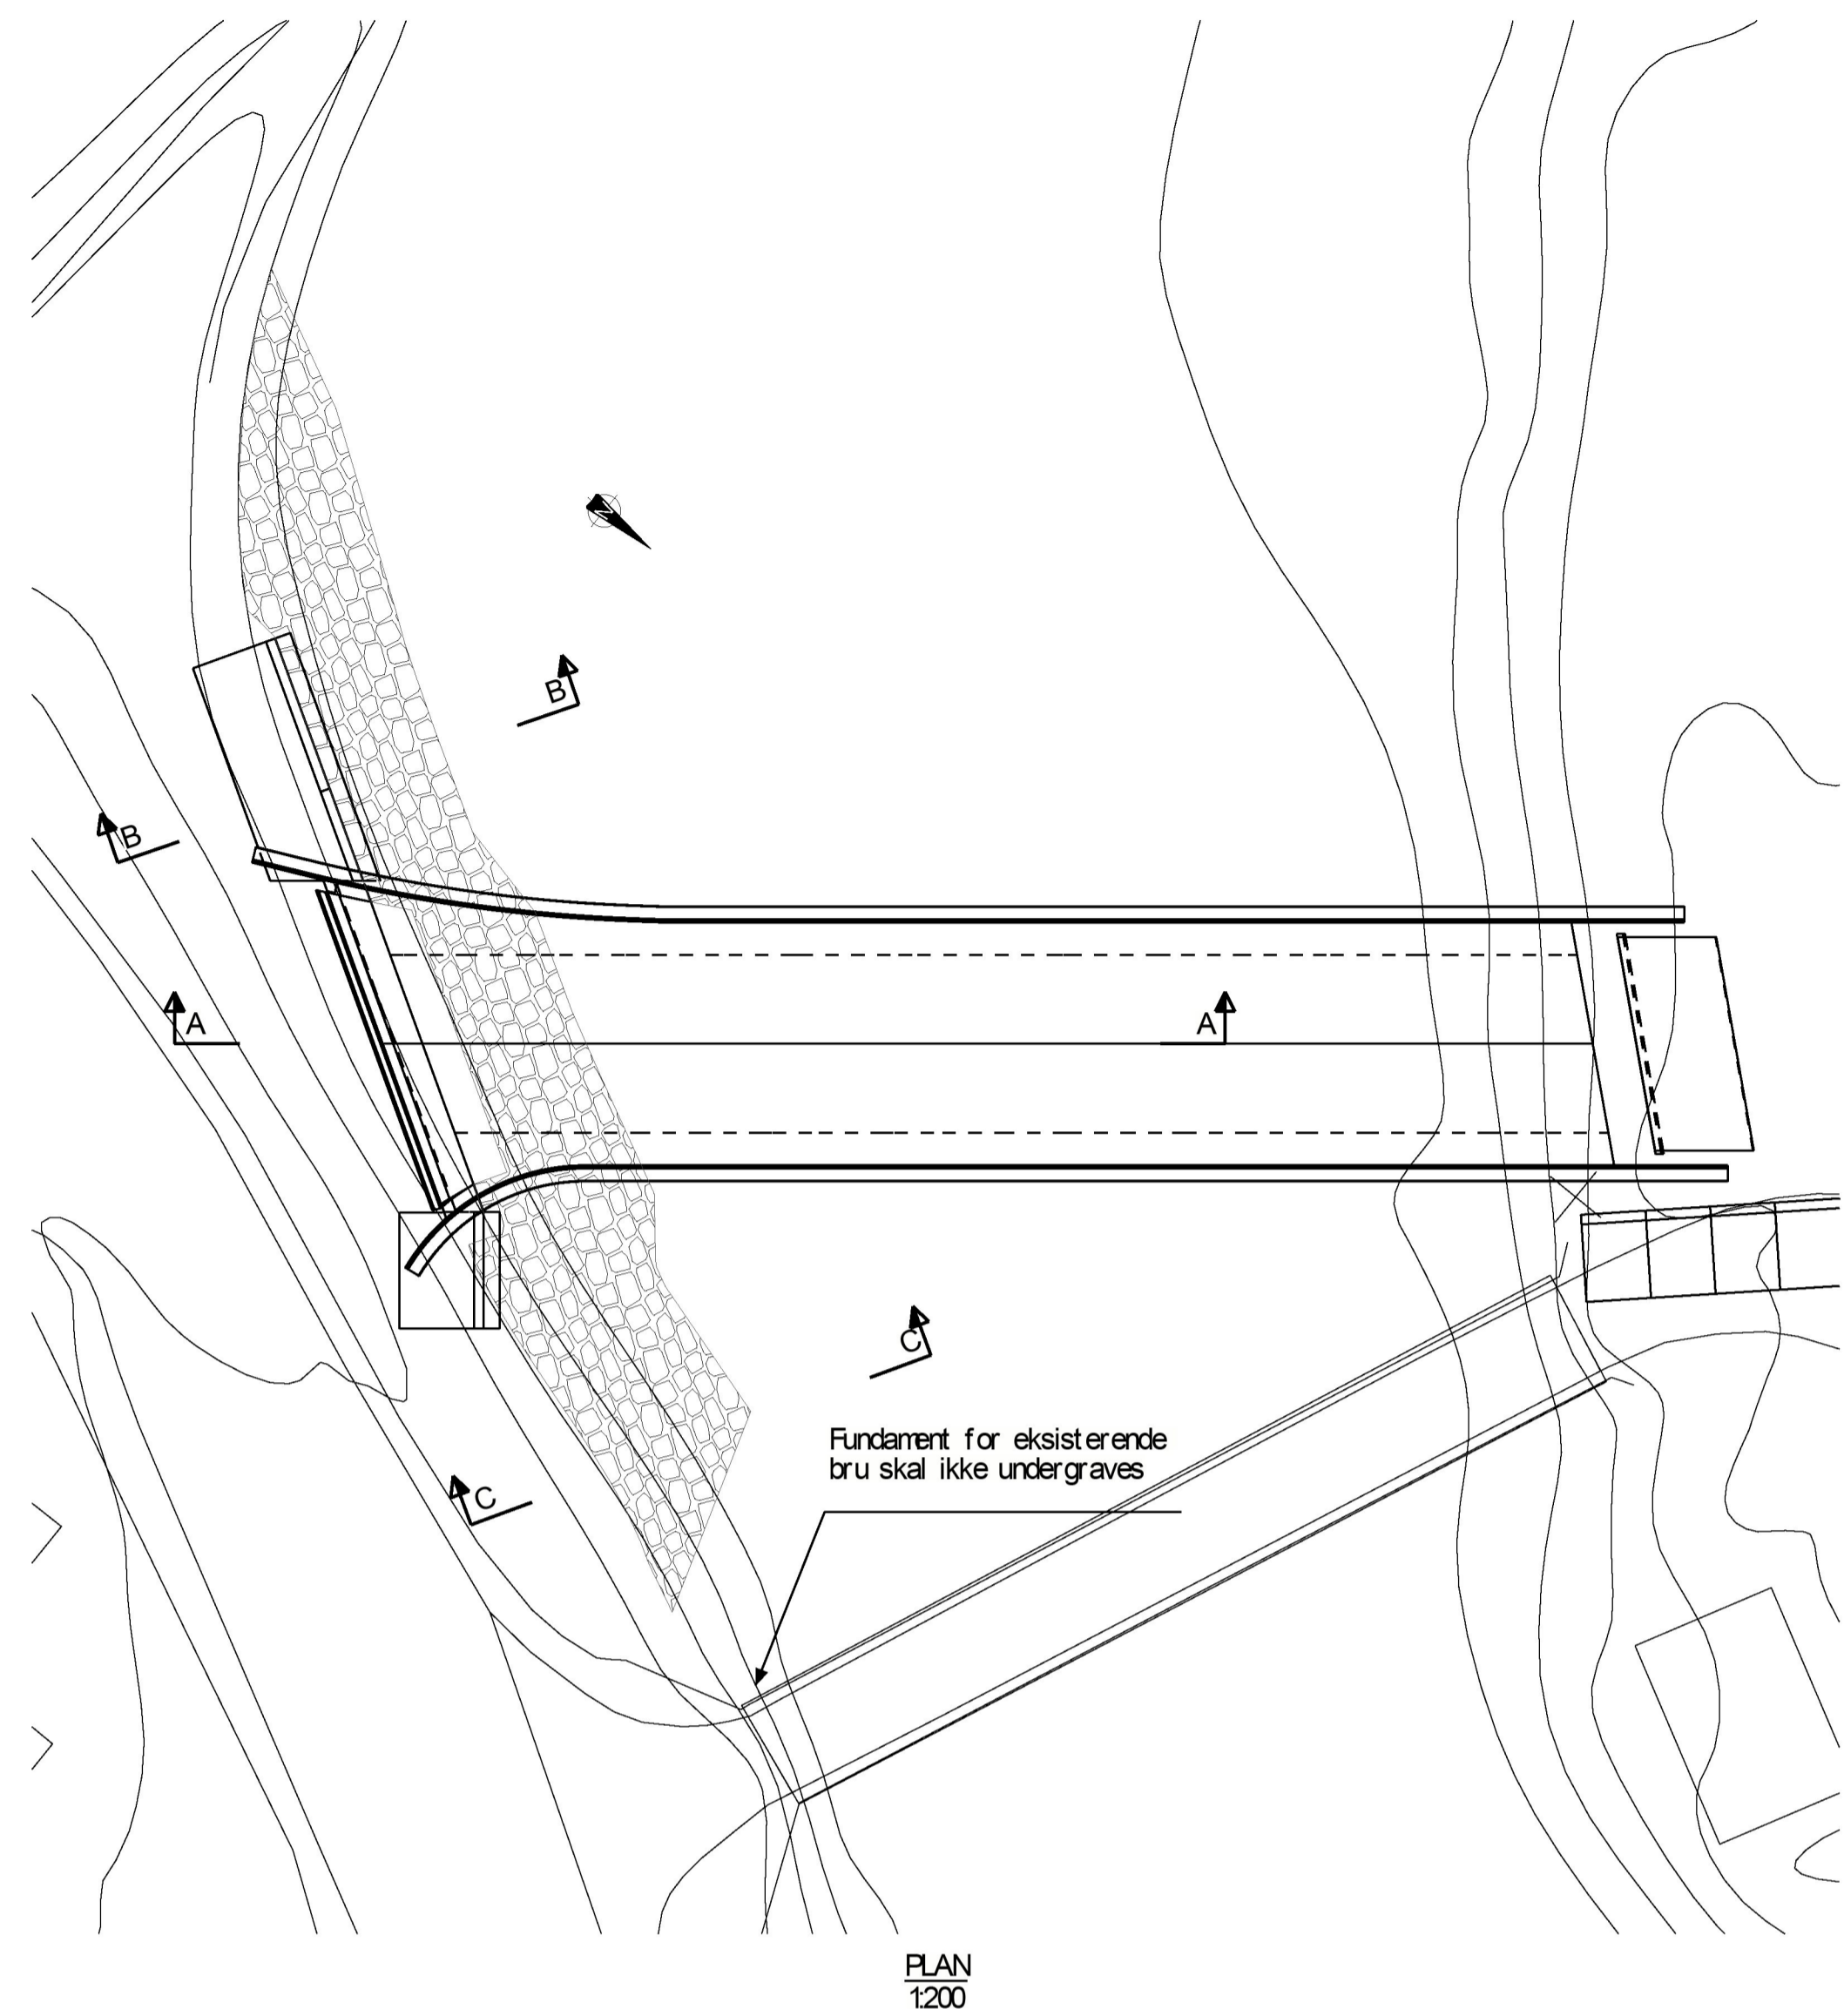 N
B
B
A
A
C
Fundament for eksisterende
bru skal ikke undergraves
C
PLAN
1:200